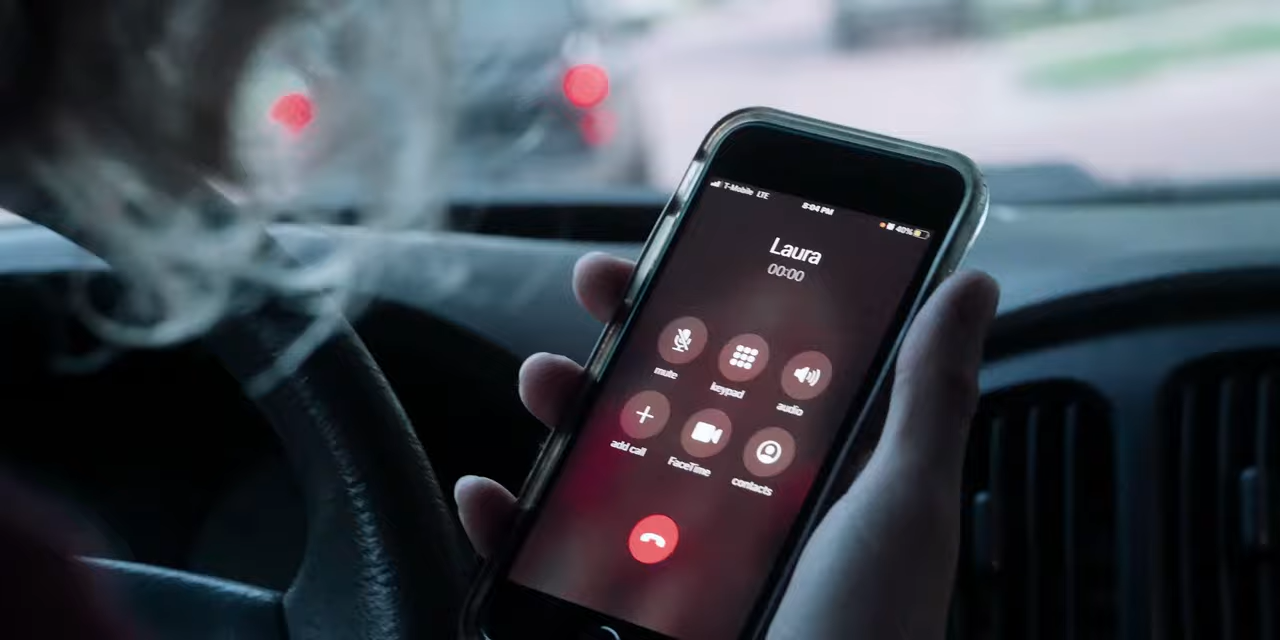 T-Mobile LTE 8:04 PM 40%
Laura
00:00
mute keypad audio
add call FaceTime contacts